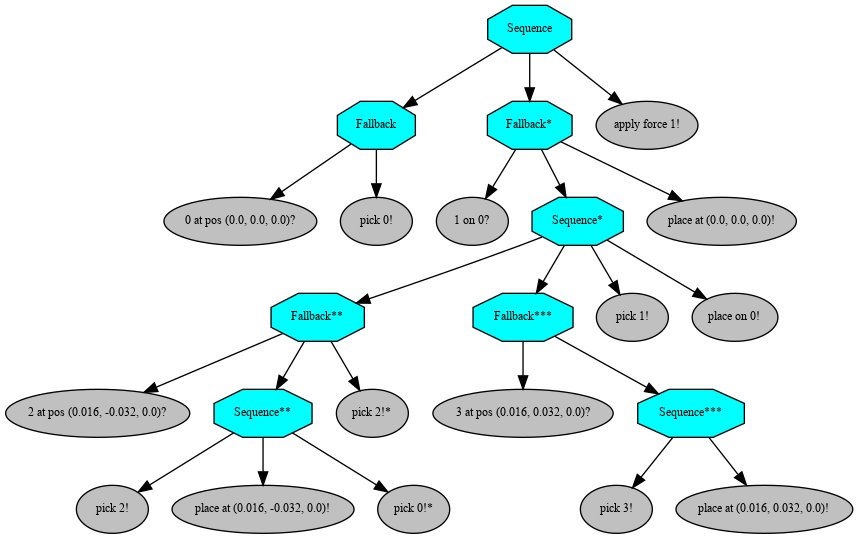 Sequence
Fallback
Fallback*
apply force 1!
0 at pos (0.0, 0.0, 0.0)?
pick 0!
1 on 0?
Sequence*
place at (0.0, 0.0, 0.0)!
Fallback**
Fallback***
pick 1!
place on 0!
2 at pos (0.016, -0.032, 0.0)?
Sequence**
pick 2!*
3 at pos (0.016, 0.032, 0.0)?
Sequence***
pick 2!
place at (0.016, -0.032, 0.0)!
pick 0!*
pick 3!
place at (0.016, 0.032, 0.0)!